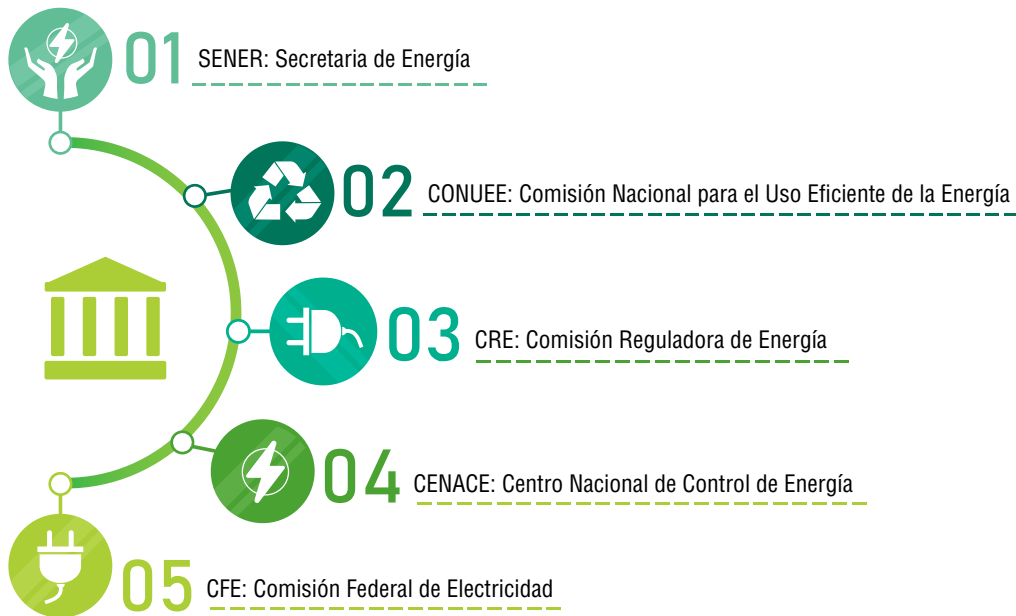 01 SENER: Secretaria de Energía
02 CONUEE: Comisión Nacional para el Uso Eficiente de la Energía
03 CRE: Comisión Reguladora de Energía
04 CENACE: Centro Nacional de Control de Energía
05 CFE: Comisión Federal de Electricidad